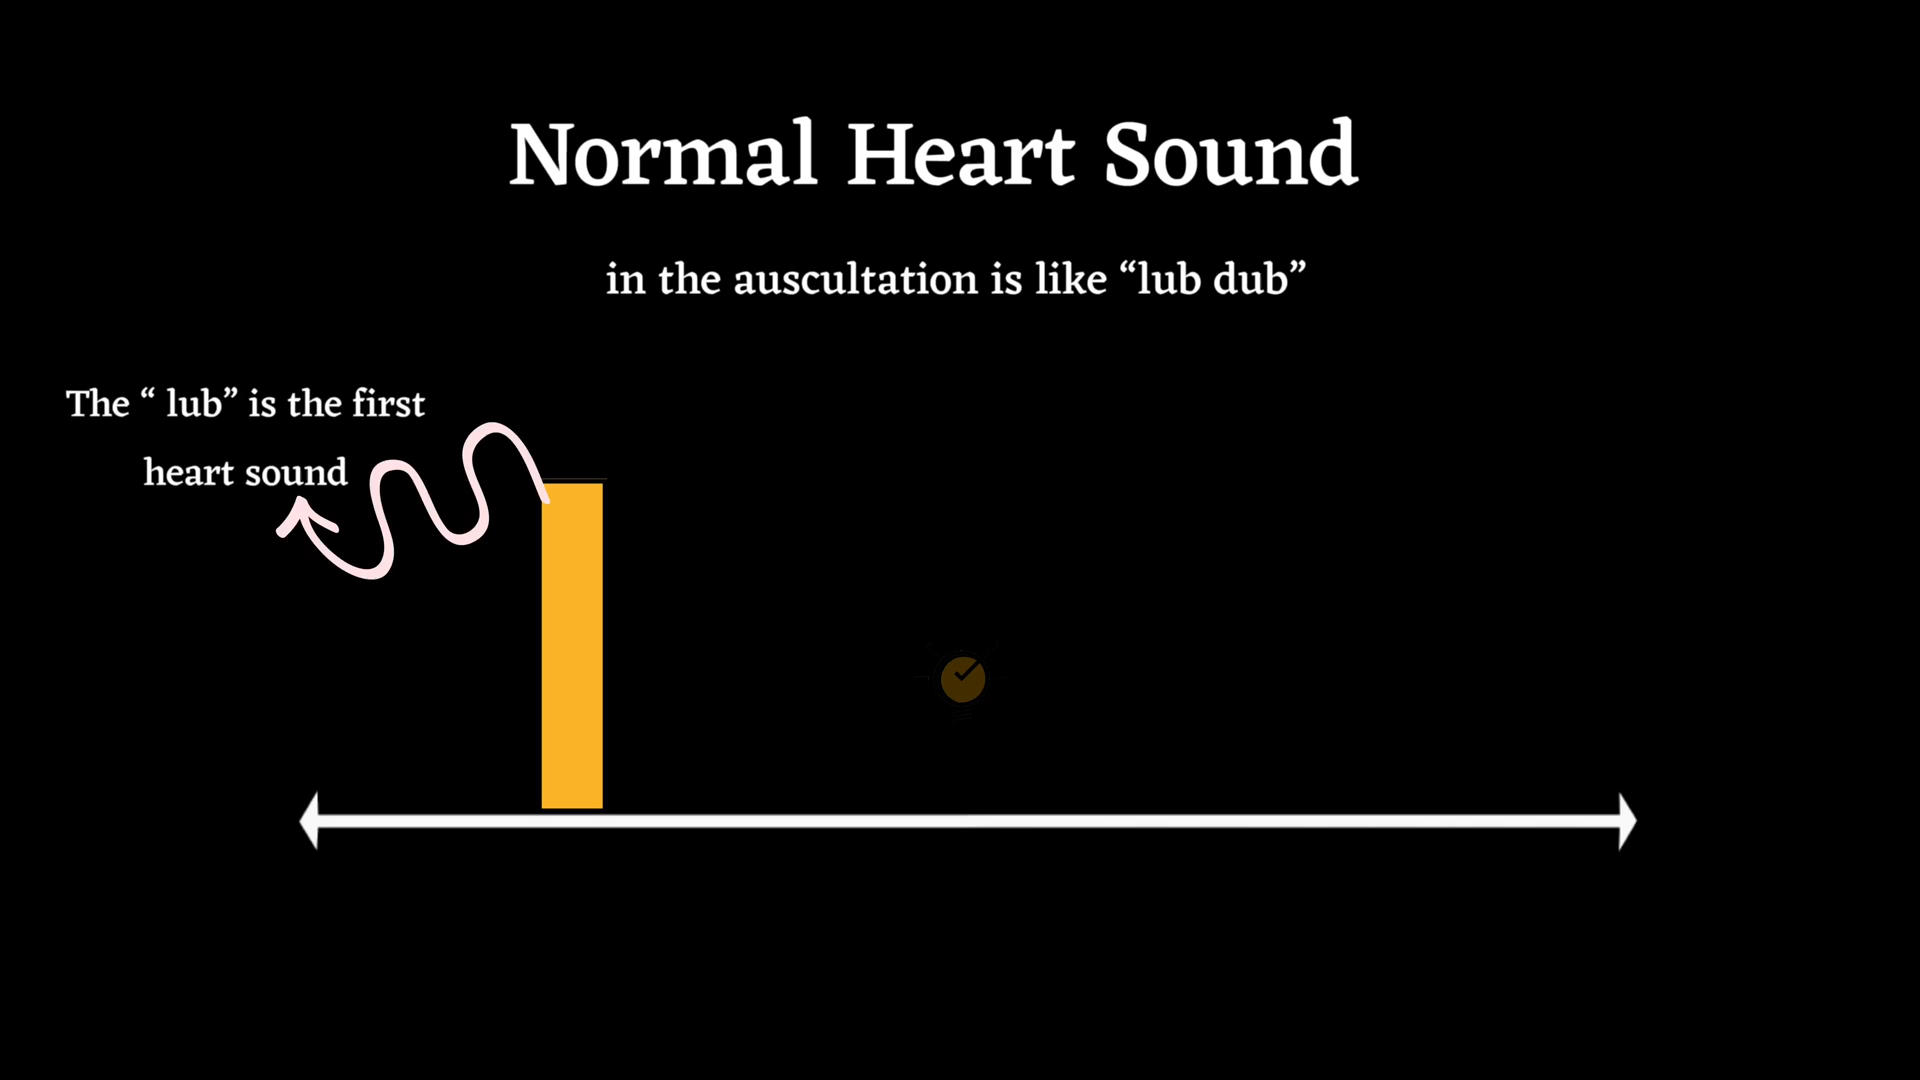 Normal Heart Sound
in the auscultation is like “lub dub”
The “ lub” is the first
heart sound